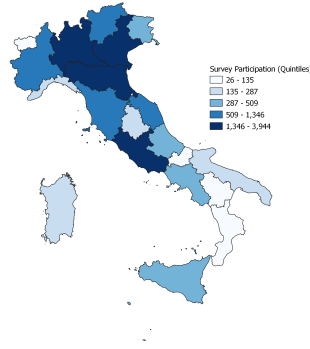 Survey Participation (Quintiles
26 - 135
135 - 287
287 - 509
509 - 1,346
1,346 - 3,944